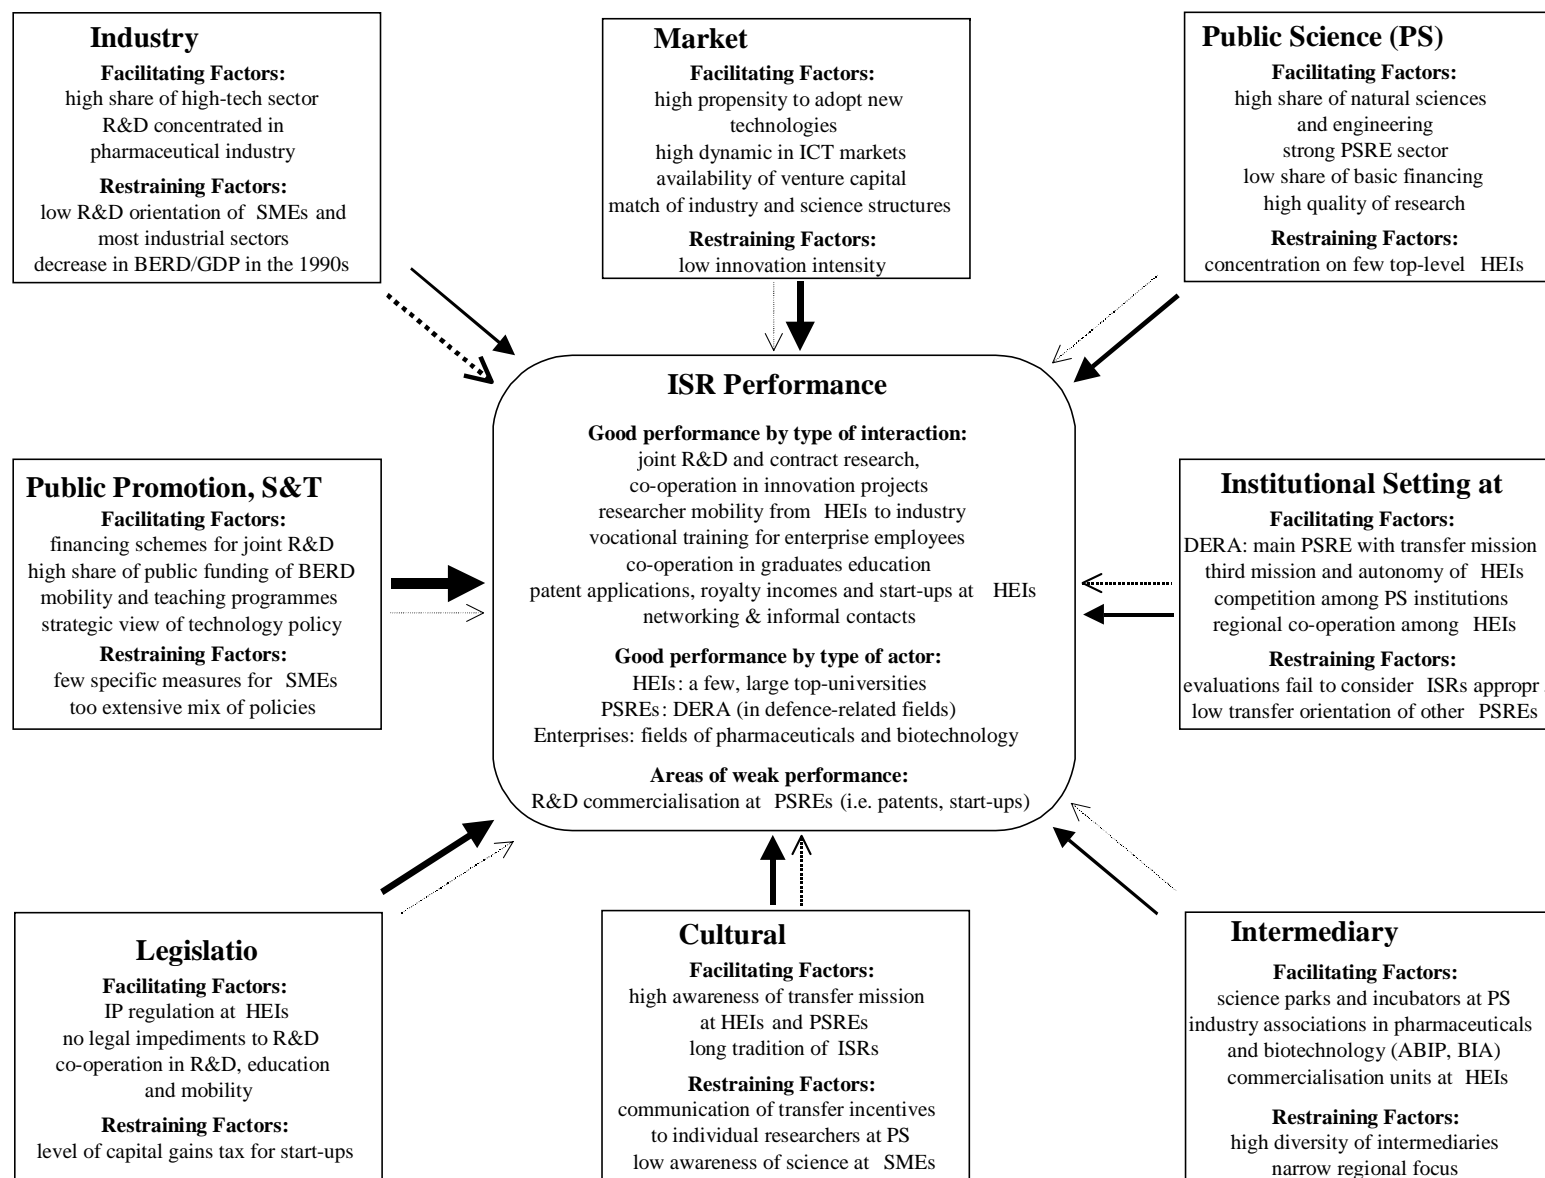 Industry
Facilitating Factors:
high share of high-tech sector
R&D concentrated in
pharmaceutical industry
Restraining Factors:
low R&D orientation of SMEs and
most industrial sectors
decrease in BERD/GDP in the 1990s
Market
Facilitating Factors:
high propensity to adopt new
technologies
high dynamic in ICT markets
availability of venture capital
match of industry and science structures
Restraining Factors:
low innovation intensity
Public Science (PS)
Facilitating Factors:
high share of natural sciences
and engineering
strong PSRE sector
low share of basic financing
high quality of research
Restraining Factors:
concentration on few top-level HEIs
Public Promotion, S&T
Facilitating Factors:
financing schemes for joint R&D
high share of public funding of BERD
mobility and teaching programmes
strategic view of technology policy
Restraining Factors:
few specific measures for SMEs
too extensive mix of policies
ISR Performance
Good performance by type of interaction:
joint R&D and contract research,
co-operation in innovation projects
researcher mobility from HEIs to industry
vocational training for enterprise employees
co-operation in graduates education
patent applications, royalty incomes and start-ups at HEIs
networking & informal contacts
Good performance by type of actor:
HEIs: a few, large top-universities
PSREs: DERA (in defence-related fields)
Enterprises: fields of pharmaceuticals and biotechnology
Areas of weak performance:
R&D commercialisation at PSREs (i.e. patents, start-ups)
Institutional Setting at
Facilitating Factors:
DERA: main PSRE with transfer mission
third mission and autonomy of HEIs
competition among PS institutions
regional co-operation among HEIs
Restraining Factors:
evaluations fail to consider ISRs appropr.
low transfer orientation of other PSREs
Legislatio
Facilitating Factors:
IP regulation at HEIs
no legal impediments to R&D
co-operation in R&D, education
and mobility
Restraining Factors:
level of capital gains tax for start-ups
Cultural
Facilitating Factors:
high awareness of transfer mission
at HEIs and PSREs
long tradition of ISRs
Restraining Factors:
communication of transfer incentives
to individual researchers at PS
low awareness of science at SMEs
Intermediary
Facilitating Factors:
science parks and incubators at PS
industry associations in pharmaceuticals
and biotechnology (ABIP, BIA)
commercialisation units at HEIs
Restraining Factors:
high diversity of intermediaries
narrow regional focus